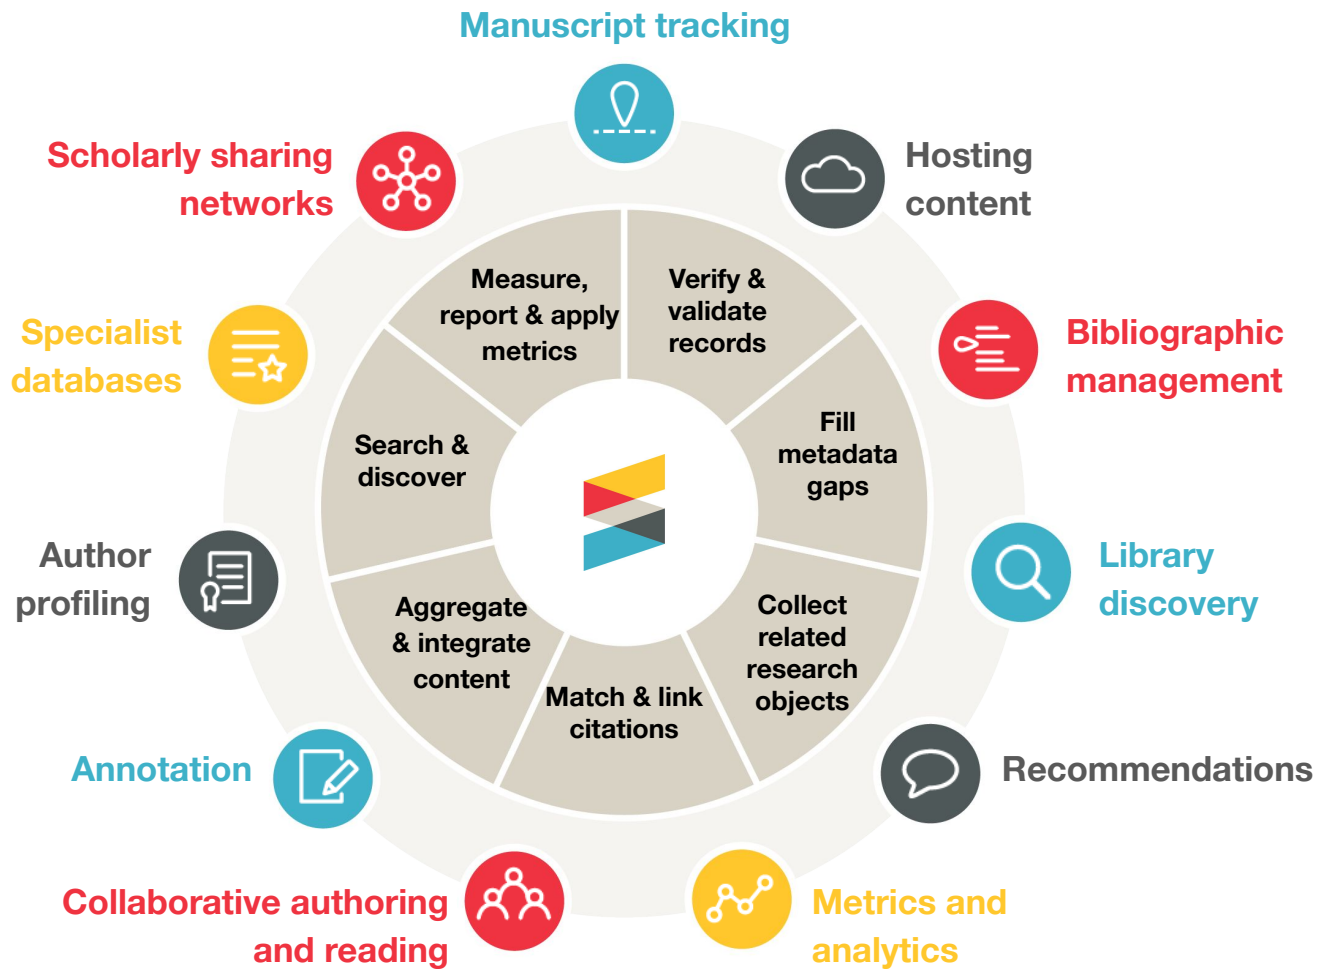 Manuscript tracking
Hosting
content
Bibliographic
management
Library
discovery
Recommendations
Metrics and
analytics
Collaborative authoring
and reading
Annotation
Author
profiling
Specialist
databases
Scholarly sharing
networks
Measure,
report & apply
metrics
Verify &
validate
records
Fill
metadata
gaps
Collect
related
research
objects
Match & link
citations
Aggregate
& integrate
content
Search &
discover